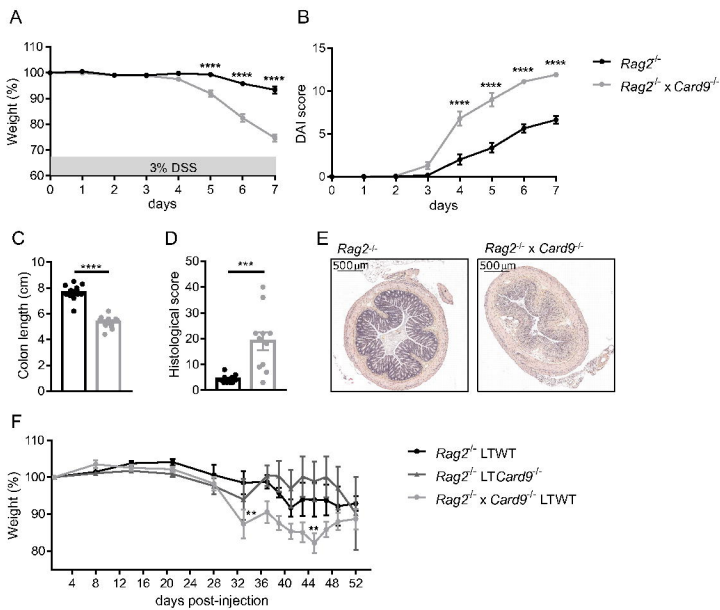 A
Weight (%)
110
100
90
80
70
60
**** **** ****
3% DSS
0 1 2 3 4 5 6 7
days
B
DAI score
15
10
5
0
**** **** **** ****
0 1 2 3 4 5 6 7
days
Rag2-/-
Rag2-/- x Card9-/-
C
Colon length (cm)
10
8
6
4
2
0
****
D
Histological score
50
40
30
20
10
0
***
E
Rag2-/-
500µm
Rag2-/- x Card9-/-
500µm
F
Weight (%)
110
100
90
80
** **
4 8 12 16 20 24 28 32 36 40 44 48 52
days post-injection
Rag2-/- LTWT
Rag2-/- LTCard9-/-
Rag2-/- x Card9-/- LTWT